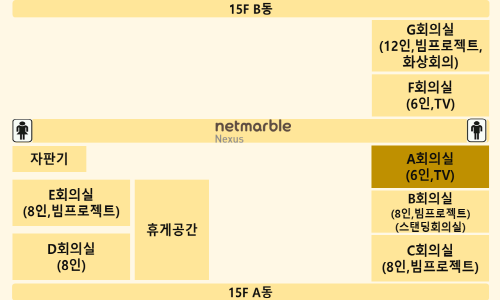 15F B동
G회의실
(12인,빔프로젝트,
화상회의)
F회의실
(6인,TV)
netmarble
Nexus
자판기
A회의실
(6인,TV)
E회의실
(8인,빔프로젝트)
휴게공간
B회의실
(8인,빔프로젝트)
(스탠딩회의실)
D회의실
(8인)
C회의실
(8인,빔프로젝트)
15F A동